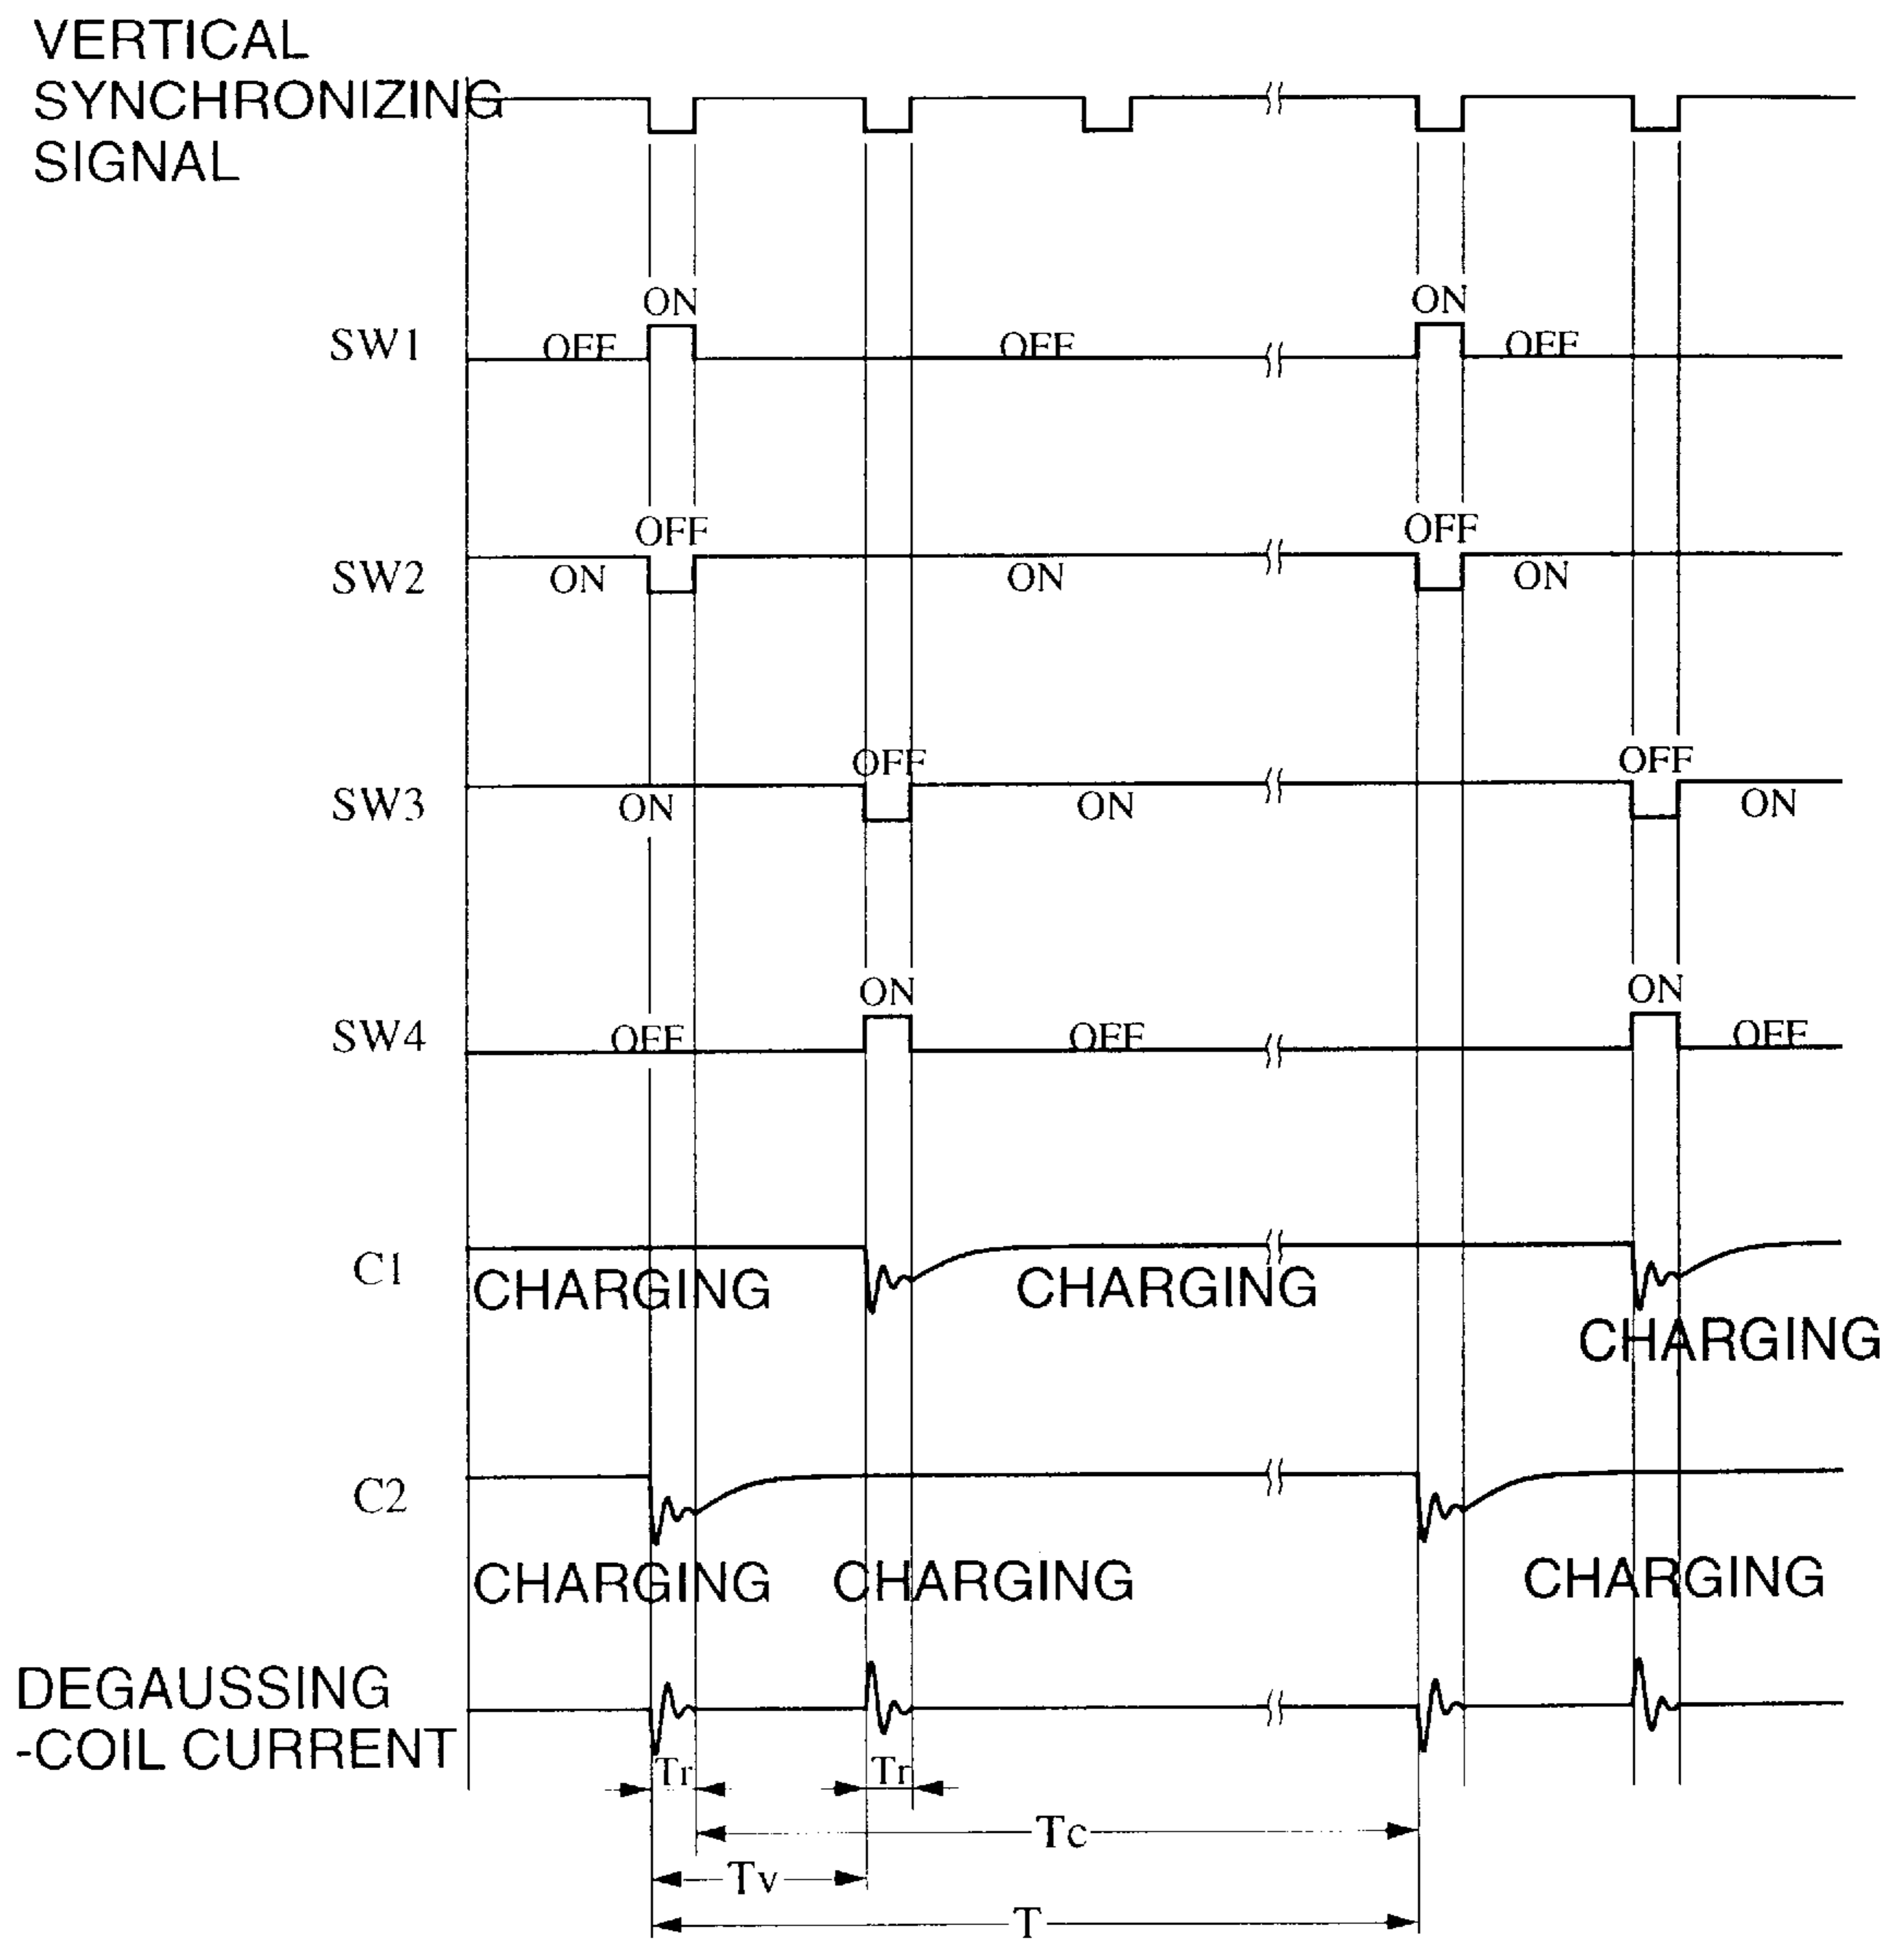 VERTICAL
SYNCHRONIZING
SIGNAL
ON ON
SW1 OFF OFF OFF
OFF OFF
SW2 ON ON ON
OFF OFF
SW3 ON ON ON
ON ON
SW4 OFF OFF OFF
C1
CHARGING CHARGING
CHARGING
C2
CHARGING CHARGING CHARGING
DEGAUSSING
-COIL CURRENT
Tr Tr
Tc
Tv
T